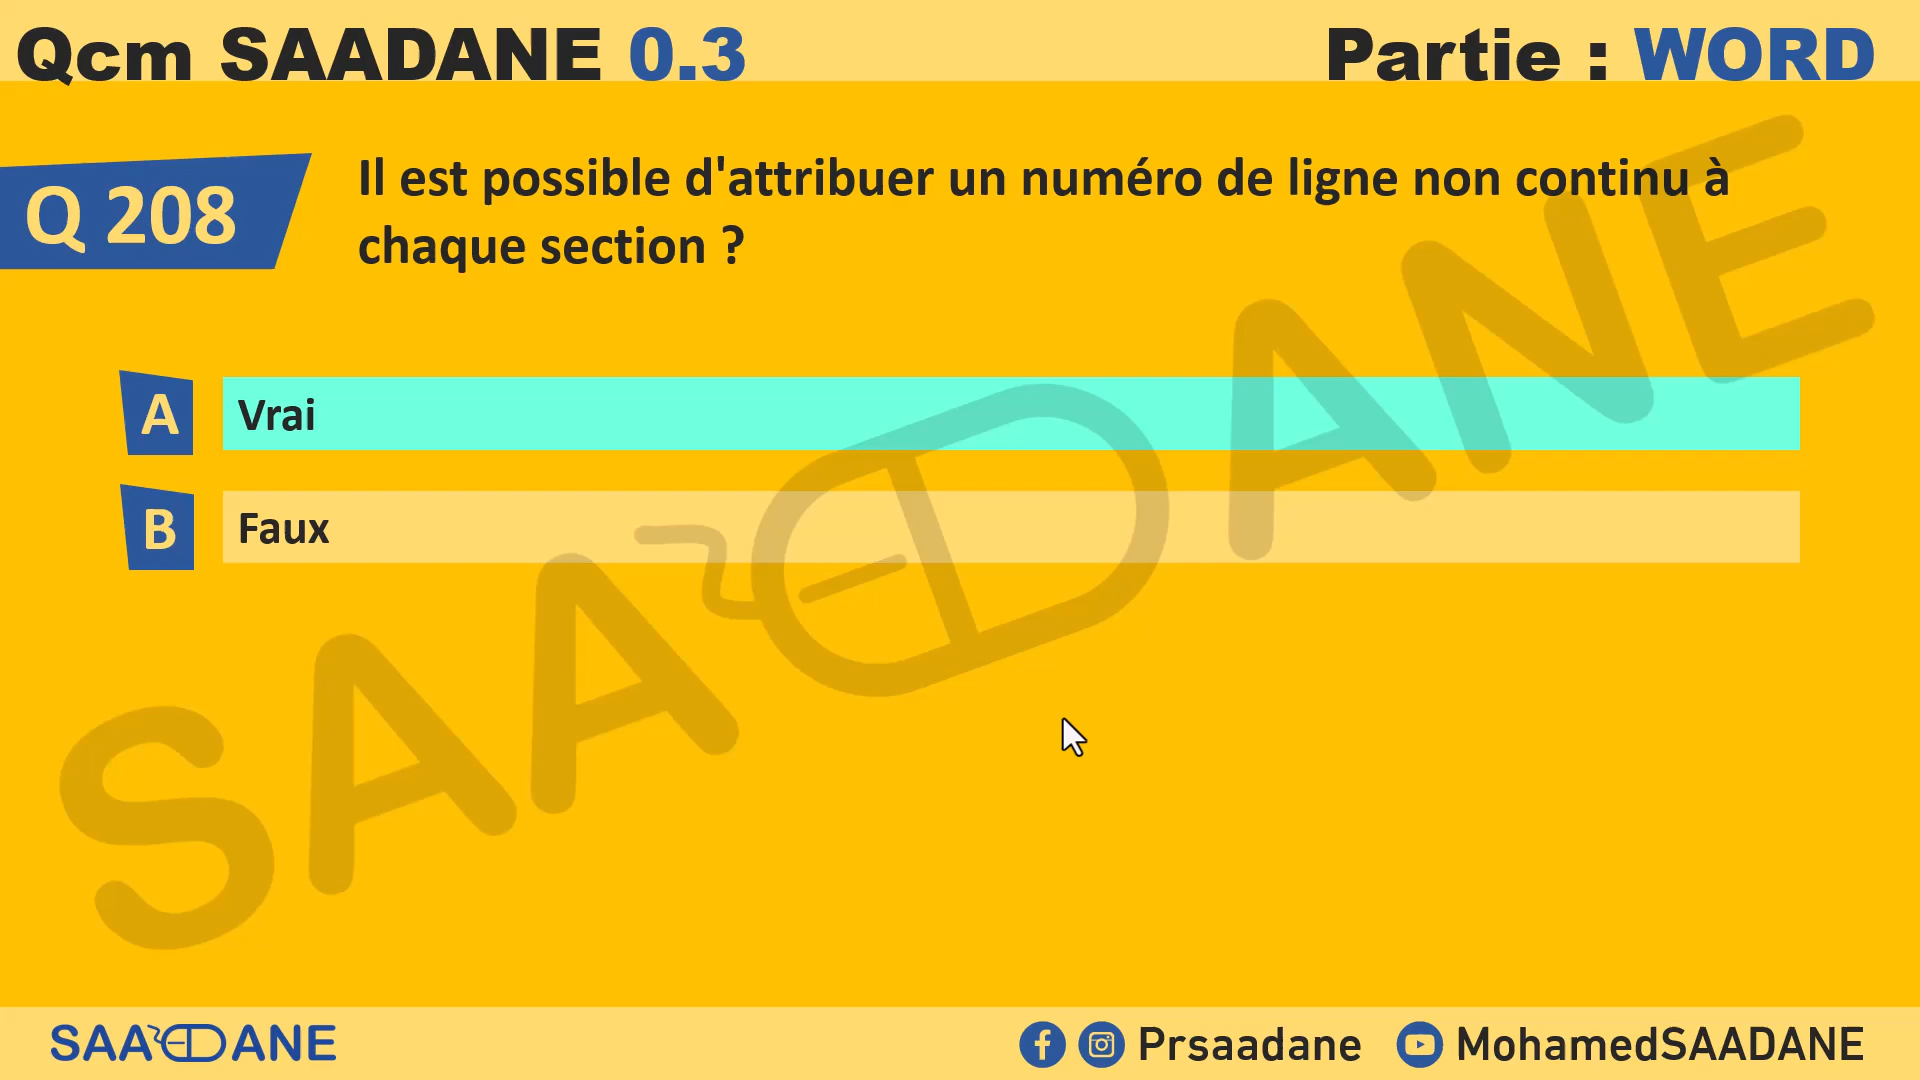 Qcm SAADANE 0.3
Partie : WORD
Q 208
Il est possible d'attribuer un numéro de ligne non continu à
chaque section ?
A
Vrai
B
Faux
SAADANE
SAADANE
Prsaadane
MohamedSAADANE